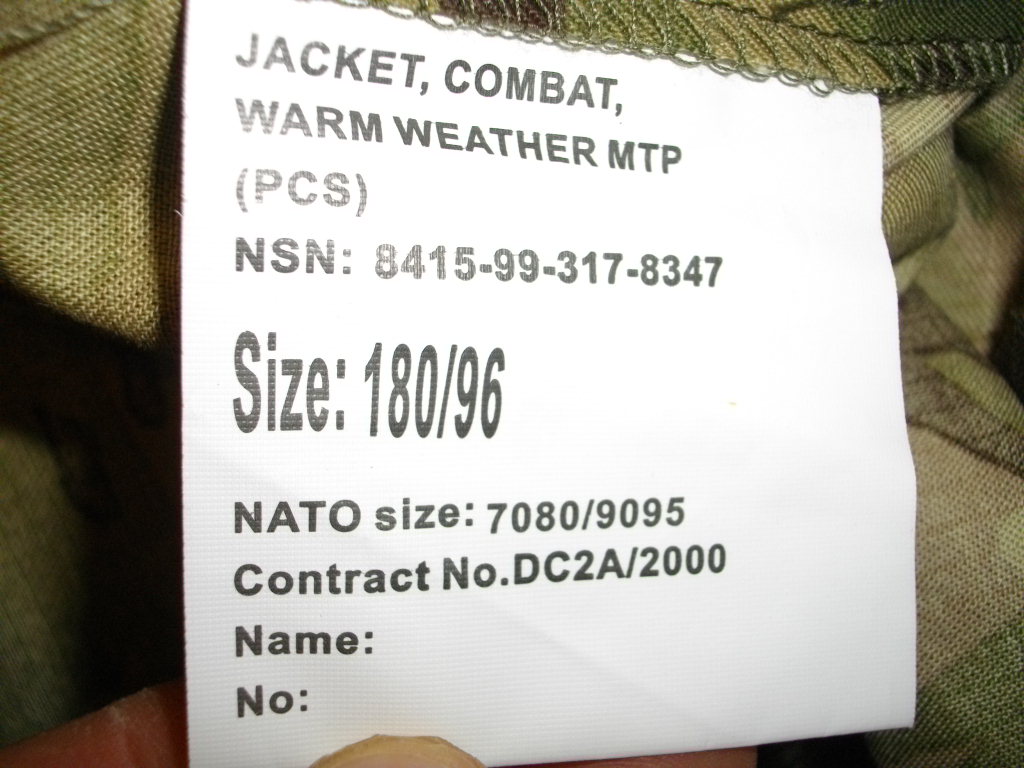 JACKET, COMBAT,
WARM WEATHER MTP
(PCS)
NSN: 8415-99-317-8347
Size: 180/96
NATO size: 7080/9095
Contract No.DC2A/2000
Name:
No: